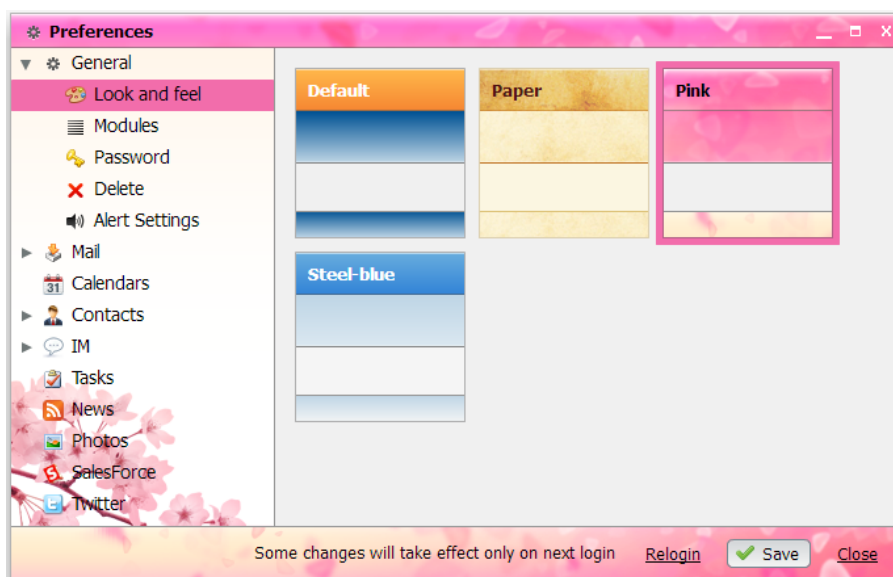 Preferences
General
Look and feel
Modules
Password
Delete
Alert Settings
Mail
31
Calendars
Contacts
IM
Tasks
News
Photos
SalesForce
Twitter
Default
Paper
Pink
Steel-blue
Some changes will take effect only on next login
Relogin
Save
Close